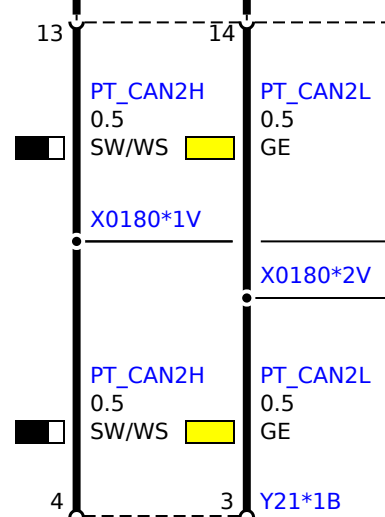 13 14
PT_CAN2H PT_CAN2L
0.5 0.5
SW/WS GE
X0180*1V
X0180*2V
PT_CAN2H PT_CAN2L
0.5 0.5
SW/WS GE
4 3 Y21*1B